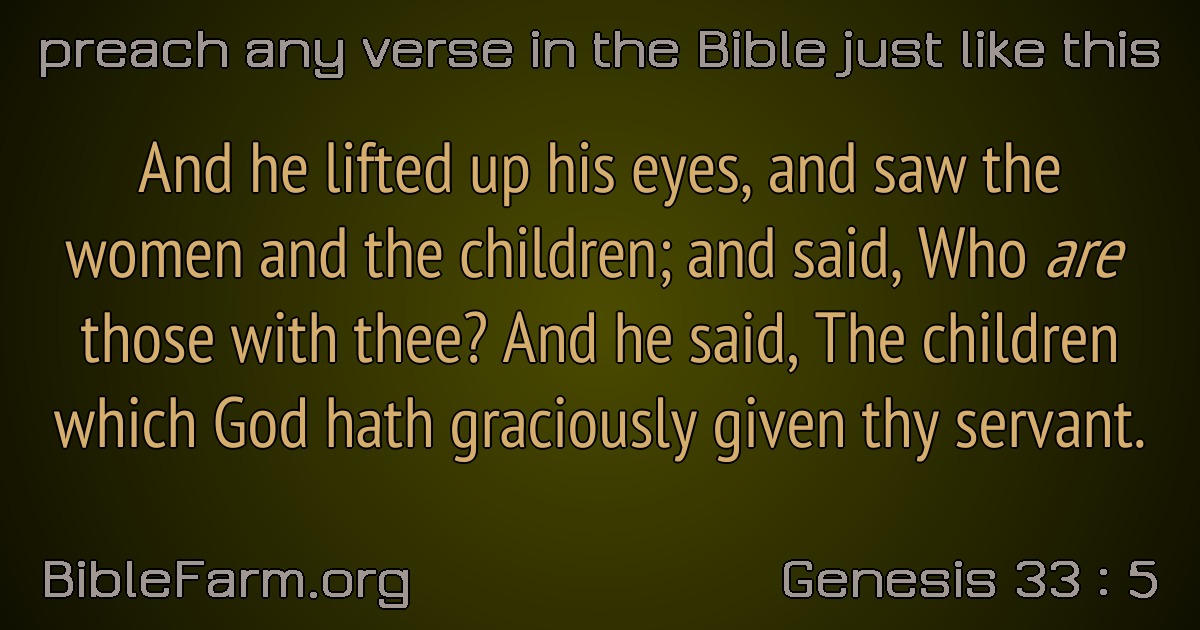 preach any verse in the Bible just like this
And he lifted up his eyes, and saw the
women and the children; and said, Who are
those with thee? And he said, The children
which God hath graciously given thy servant.
BibleFarm.org
Genesis 33 : 5